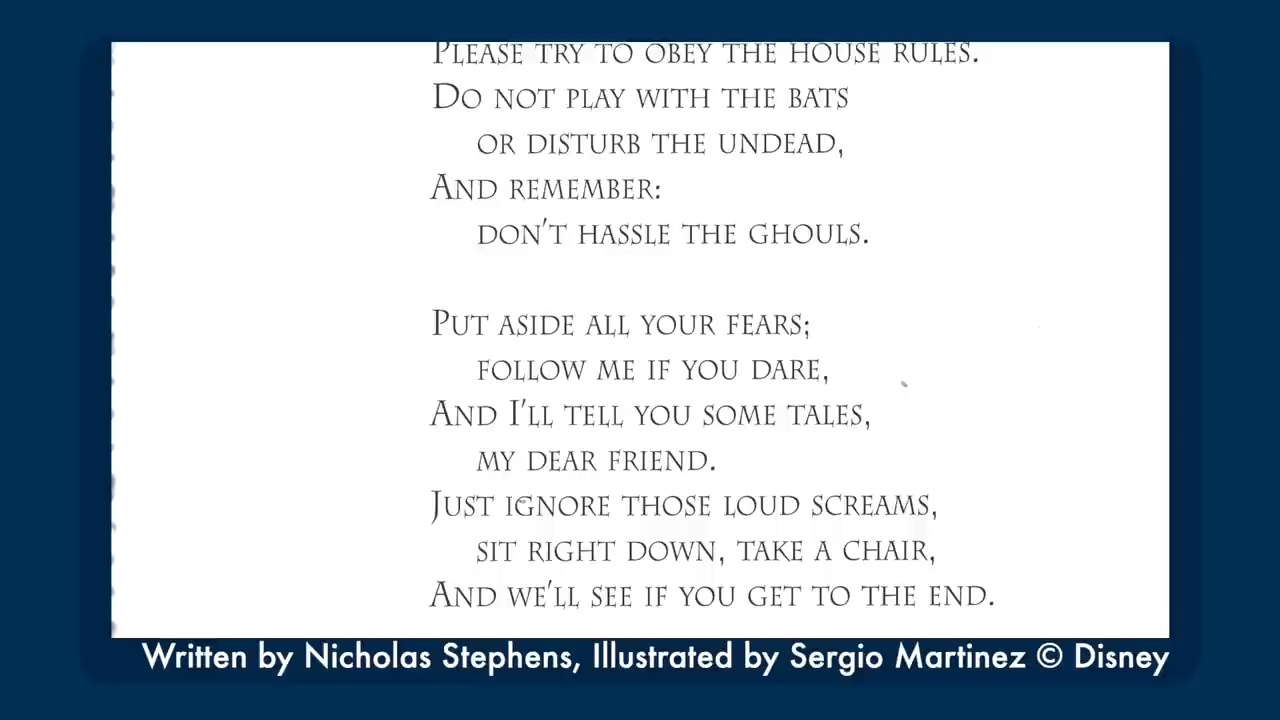 PLEASE TRY TO OBEY THE HOUSE RULES.
DO NOT PLAY WITH THE BATS
OR DISTURB THE UNDEAD,
AND REMEMBER:
DON'T HASSLE THE GHOULS.
PUT ASIDE ALL YOUR FEARS;
FOLLOW ME IF YOU DARE,
AND I'LL TELL YOU SOME TALES,
MY DEAR FRIEND.
JUST IGNORE THOSE LOUD SCREAMS,
SIT RIGHT DOWN, TAKE A CHAIR,
AND WE'LL SEE IF YOU GET TO THE END.
Written by Nicholas Stephens, Illustrated by Sergio Martinez © Disney